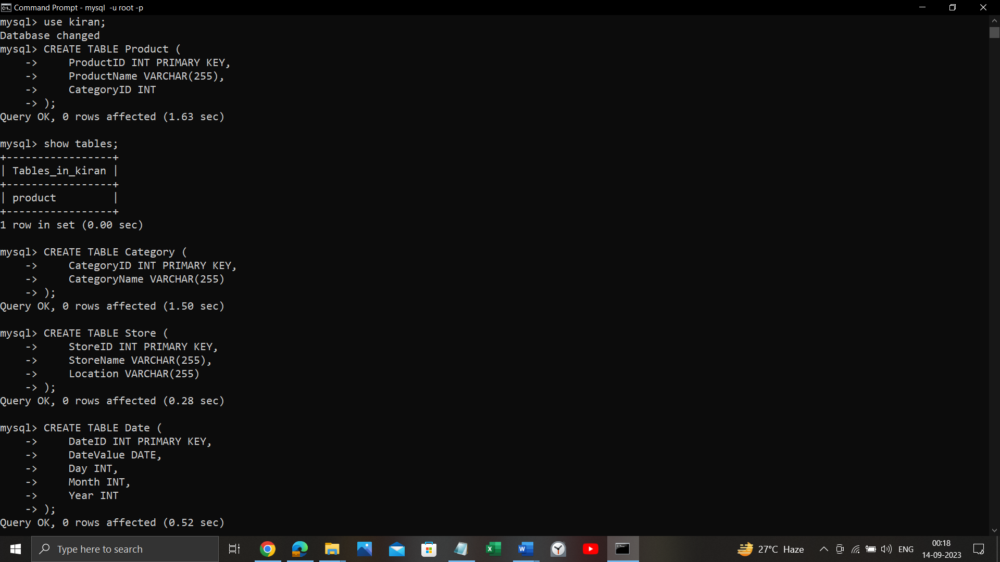 Command Prompt - mysql  -u root -p
mysql> use kiran;
Database changed
mysql> CREATE TABLE Product (
    ->     ProductID INT PRIMARY KEY,
    ->     ProductName VARCHAR(255),
    ->     CategoryID INT
    -> );
Query OK, 0 rows affected (1.63 sec)

mysql> show tables;
+-----------------+
| Tables_in_kiran |
+-----------------+
| product         |
+-----------------+
1 row in set (0.00 sec)

mysql> CREATE TABLE Category (
    ->     CategoryID INT PRIMARY KEY,
    ->     CategoryName VARCHAR(255)
    -> );
Query OK, 0 rows affected (1.50 sec)

mysql> CREATE TABLE Store (
    ->     StoreID INT PRIMARY KEY,
    ->     StoreName VARCHAR(255),
    ->     Location VARCHAR(255)
    -> );
Query OK, 0 rows affected (0.28 sec)

mysql> CREATE TABLE Date (
    ->     DateID INT PRIMARY KEY,
    ->     DateValue DATE,
    ->     Day INT,
    ->     Month INT,
    ->     Year INT
    -> );
Query OK, 0 rows affected (0.52 sec)
Type here to search
27°C  Haze
ENG
00:18
14-09-2023